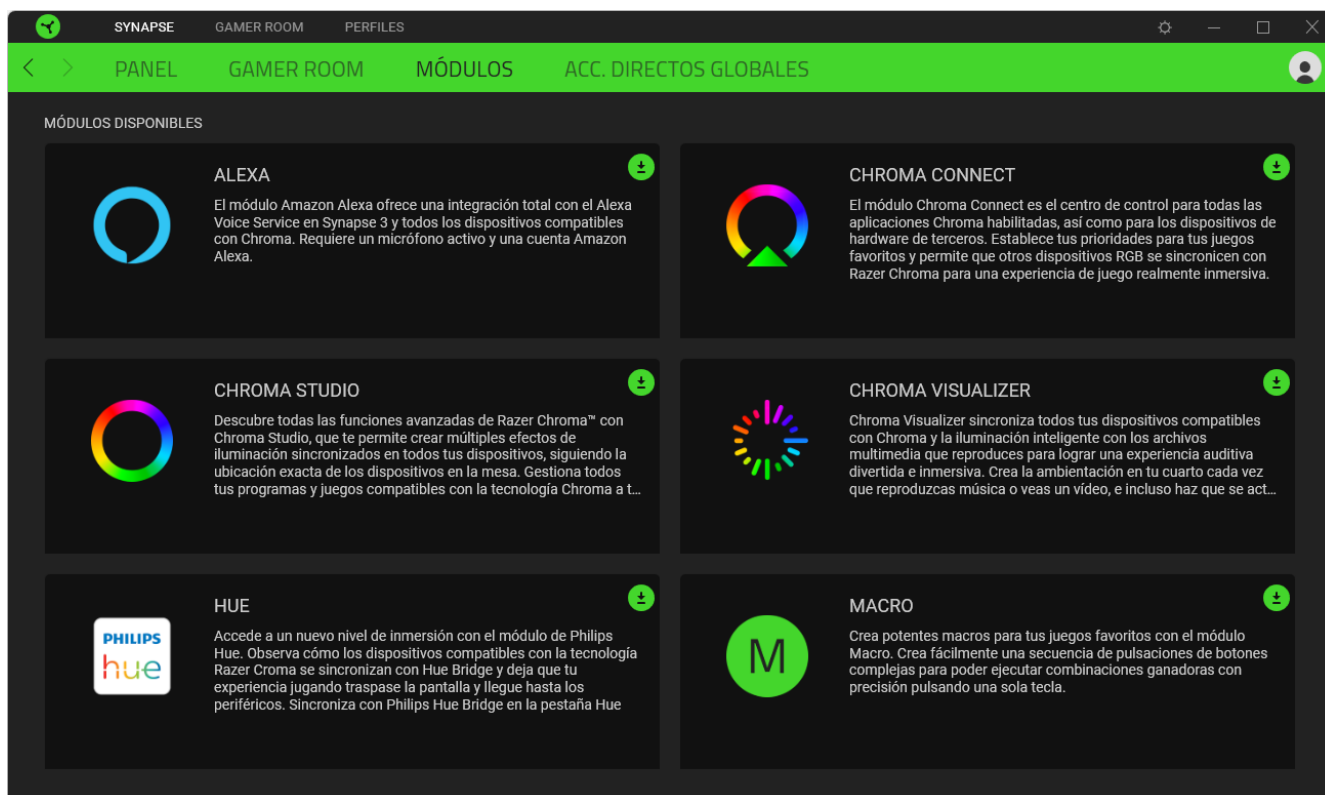 SYNAPSE GAMER ROOM PERFILES
PANEL GAMER ROOM MÓDULOS ACC. DIRECTOS GLOBALES
MÓDULOS DISPONIBLES
ALEXA
El módulo Amazon Alexa ofrece una integración total con el Alexa
Voice Service en Synapse 3 y todos los dispositivos compatibles
con Chroma. Requiere un micrófono activo y una cuenta Amazon
Alexa.
CHROMA CONNECT
El módulo Chroma Connect es el centro de control para todas las
aplicaciones Chroma habilitadas, así como para los dispositivos de
hardware de terceros. Establece tus prioridades para tus juegos
favoritos y permite que otros dispositivos RGB se sincronicen con
Razer Chroma para una experiencia de juego realmente inmersiva.
CHROMA STUDIO
Descubre todas las funciones avanzadas de Razer Chroma™ con
Chroma Studio, que te permite crear múltiples efectos de
iluminación sincronizados en todos tus dispositivos, siguiendo la
ubicación exacta de los dispositivos en la mesa. Gestiona todos
tus programas y juegos compatibles con la tecnología Chroma a t...
CHROMA VISUALIZER
Chroma Visualizer sincroniza todos tus dispositivos compatibles
con Chroma y la iluminación inteligente con los archivos
multimedia que reproduces para lograr una experiencia auditiva
divertida e inmersiva. Crea la ambientación en tu cuarto cada vez
que reproduzcas música o veas un vídeo, e incluso haz que se act...
PHILIPS
hue
HUE
Accede a un nuevo nivel de inmersión con el módulo de Philips
Hue. Observa cómo los dispositivos compatibles con la tecnología
Razer Croma se sincronizan con Hue Bridge y deja que tu
experiencia jugando traspase la pantalla y llegue hasta los
periféricos. Sincroniza con Philips Hue Bridge en la pestaña Hue
M
MACRO
Crea potentes macros para tus juegos favoritos con el módulo
Macro. Crea fácilmente una secuencia de pulsaciones de botones
complejas para poder ejecutar combinaciones ganadoras con
precisión pulsando una sola tecla.